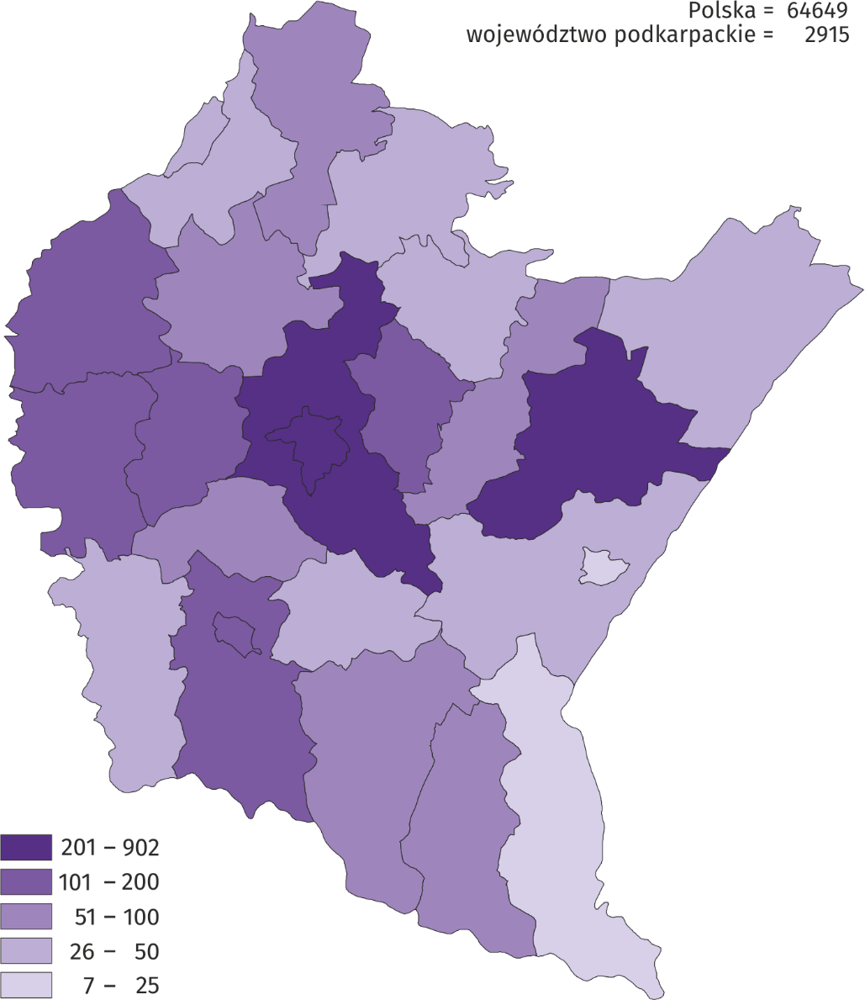 Polska = 64649
województwo podkarpackie = 2915
201 – 902
101 – 200
51 – 100
26 – 50
7 – 25